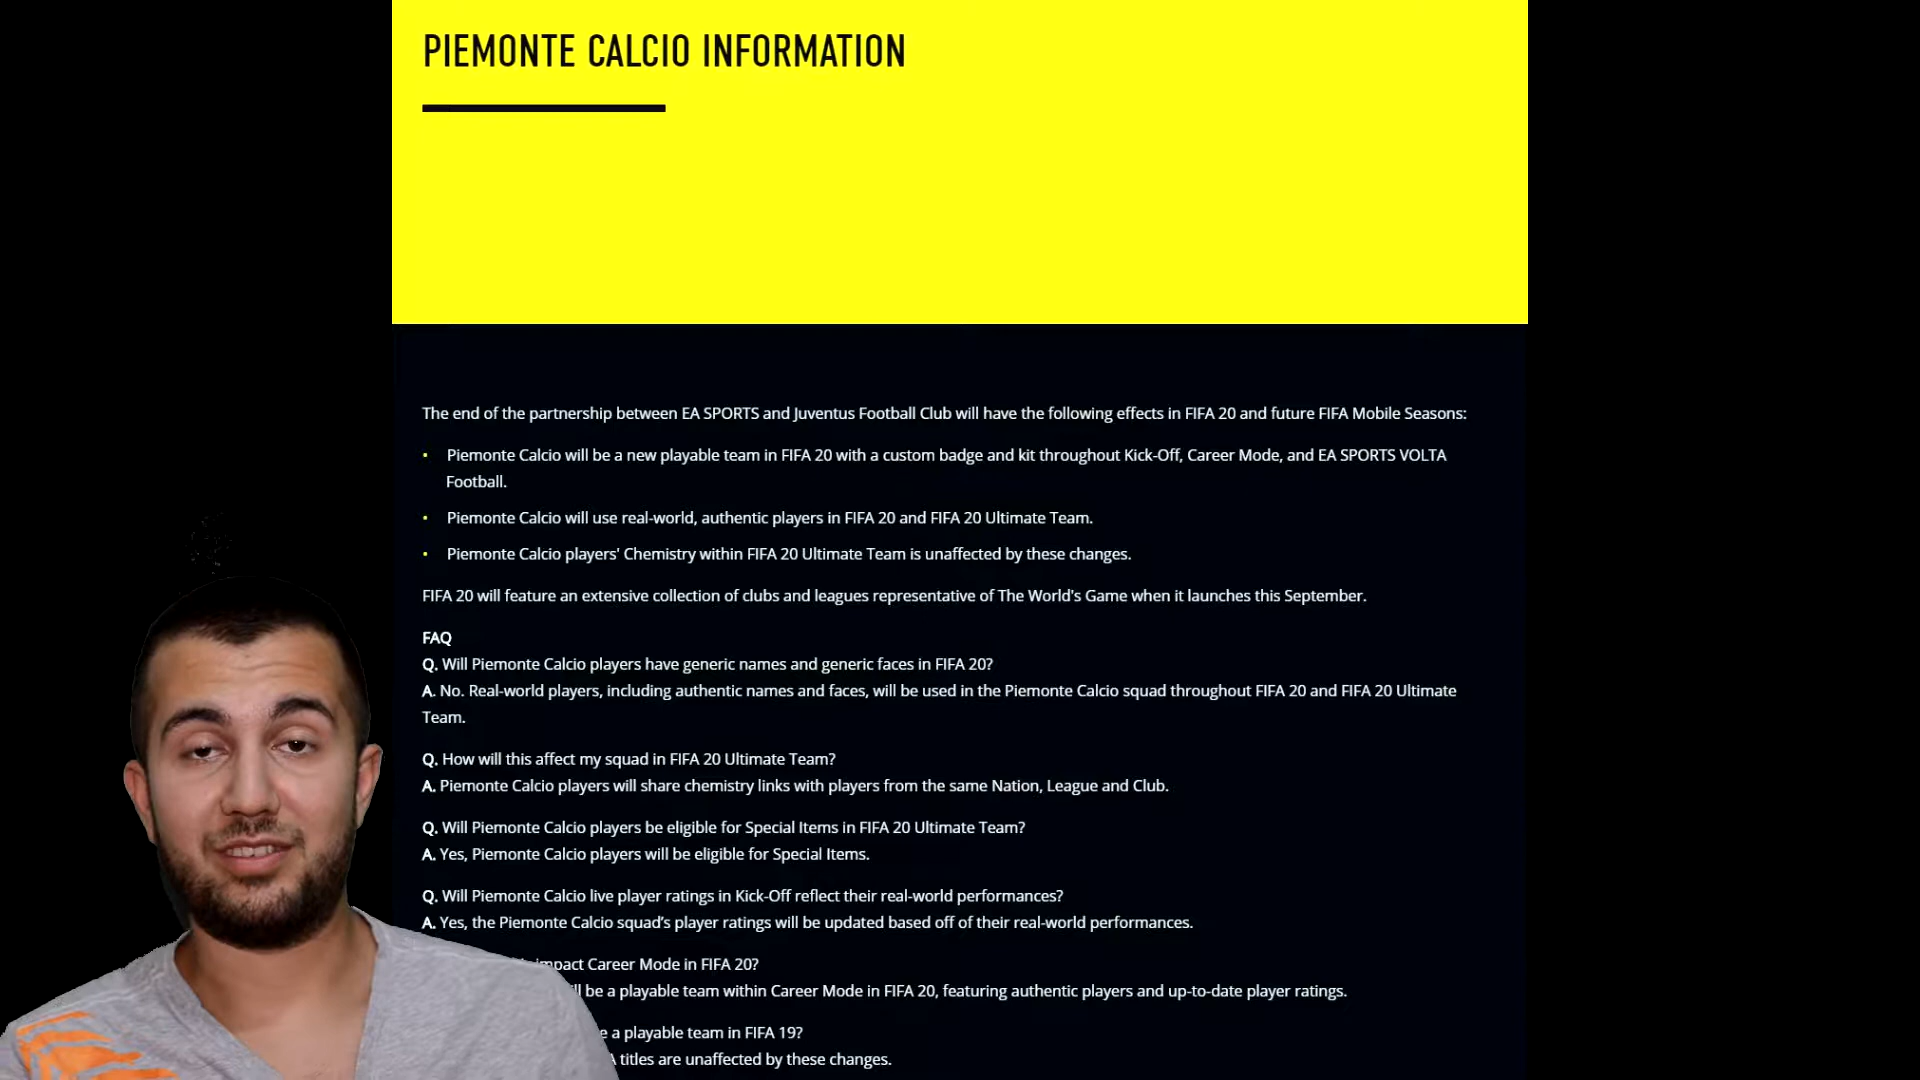 PIEMONTE CALCIO INFORMATION
The end of the partnership between EA SPORTS and Juventus Football Club will have the following effects in FIFA 20 and future FIFA Mobile Seasons:
• Piemonte Calcio will be a new playable team in FIFA 20 with a custom badge and kit throughout Kick-Off, Career Mode, and EA SPORTS VOLTA
Football.
• Piemonte Calcio will use real-world, authentic players in FIFA 20 and FIFA 20 Ultimate Team.
• Piemonte Calcio players' Chemistry within FIFA 20 Ultimate Team is unaffected by these changes.
FIFA 20 will feature an extensive collection of clubs and leagues representative of The World's Game when it launches this September.
FAQ
Q. Will Piemonte Calcio players have generic names and generic faces in FIFA 20?
A. No. Real-world players, including authentic names and faces, will be used in the Piemonte Calcio squad throughout FIFA 20 and FIFA 20 Ultimate
Team.
Q. How will this affect my squad in FIFA 20 Ultimate Team?
A. Piemonte Calcio players will share chemistry links with players from the same Nation, League and Club.
Q. Will Piemonte Calcio players be eligible for Special Items in FIFA 20 Ultimate Team?
A. Yes, Piemonte Calcio players will be eligible for Special Items.
Q. Will Piemonte Calcio live player ratings in Kick-Off reflect their real-world performances?
A. Yes, the Piemonte Calcio squad’s player ratings will be updated based off of their real-world performances.
impact Career Mode in FIFA 20?
be a playable team within Career Mode in FIFA 20, featuring authentic players and up-to-date player ratings.
a playable team in FIFA 19?
titles are unaffected by these changes.